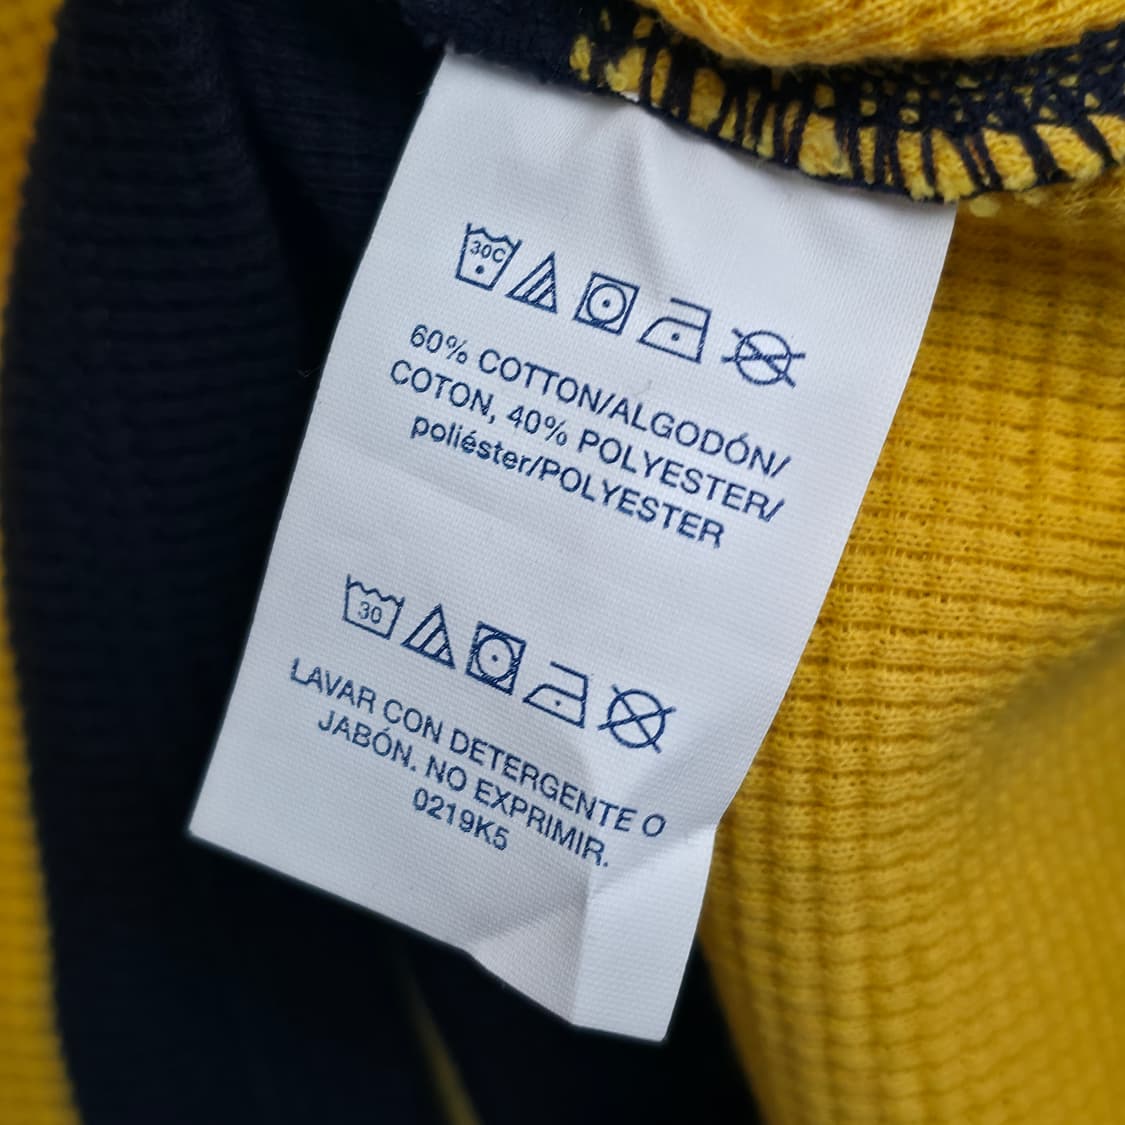 30C
60% COTTON/ALGODÓN/
COTON, 40% POLYESTER/
poliéster/POLYESTER
30
LAVAR CON DETERGENTE O
JABÓN. NO EXPRIMIR.
0219K5